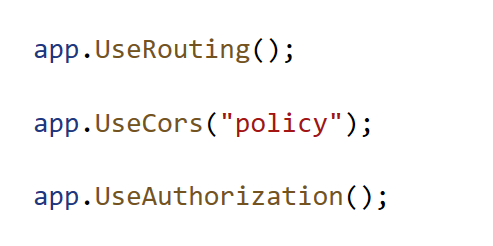 app.UseRouting();
app.UseCors("policy");
app.UseAuthorization();